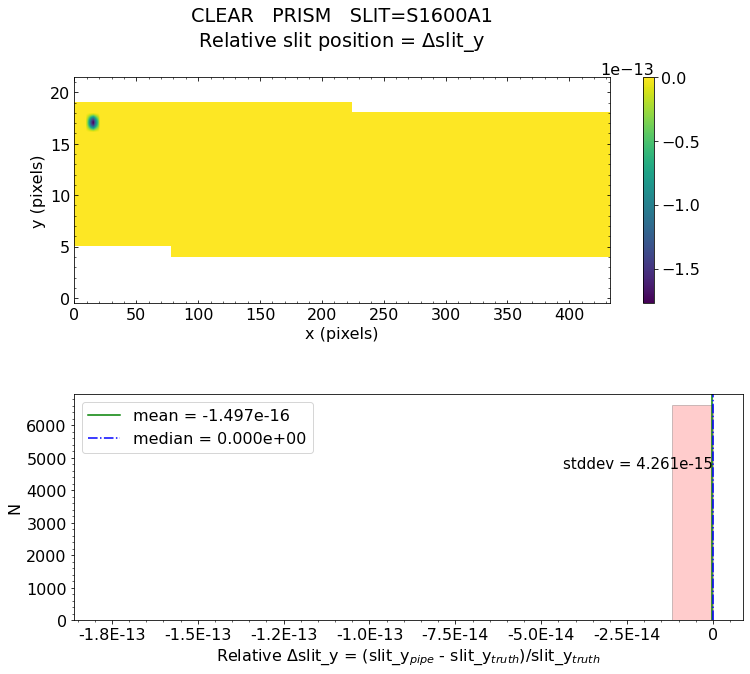 CLEAR PRISM SLIT=S1600A1
Relative slit position = Δslit_y
1e−13
20
15
10
5
0
y (pixels)
0 50 100 150 200 250 300 350 400
x (pixels)
0.0
−0.5
−1.0
−1.5
mean = -1.497e-16
median = 0.000e+00
stddev = 4.261e-15
6000
5000
4000
3000
2000
1000
0
N
-1.8E-13 -1.5E-13 -1.2E-13 -1.0E-13 -7.5E-14 -5.0E-14 -2.5E-14 0
Relative Δslit_y = (slit_y_pipe - slit_y_truth)/slit_y_truth